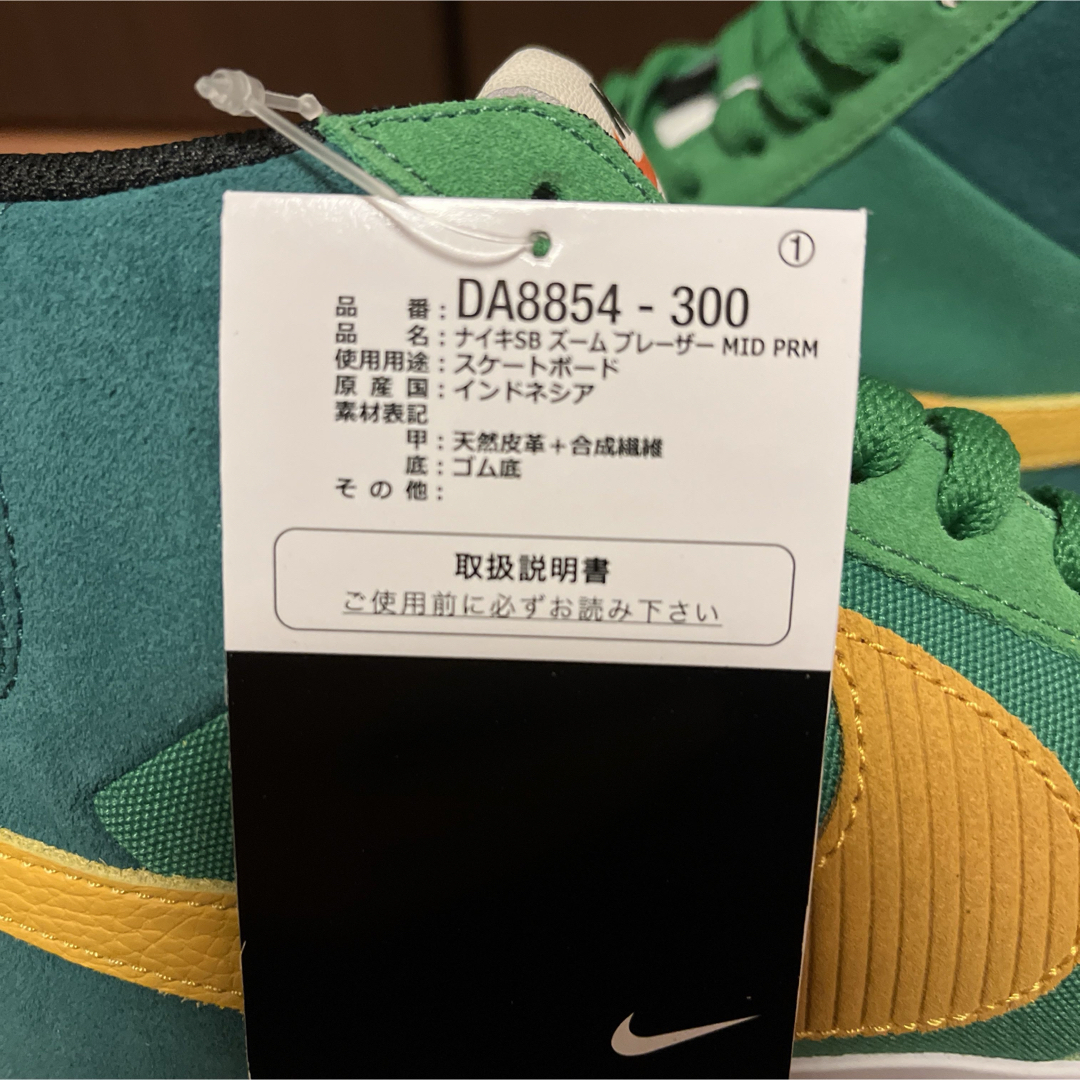 ①
品番：DA8854 - 300
品名：ナイキSB ズーム ブレーザー MID PRM
使用用途：スケートボード
原産国：インドネシア
素材表記
甲：天然皮革＋合成繊維
底：ゴム底
その他：
取扱説明書
ご使用前に必ずお読み下さい